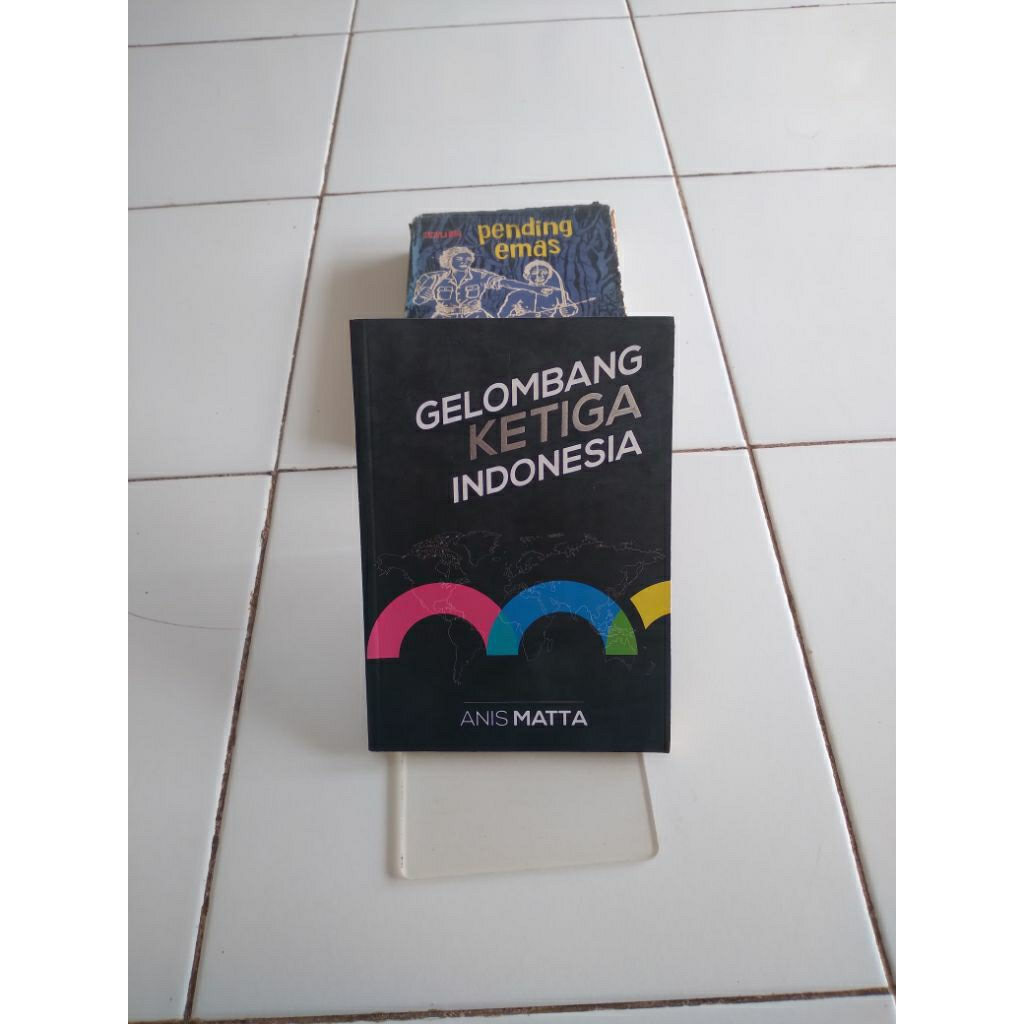 pending
emas
GELOMBANG
KETIGA
INDONESIA
ANIS MATTA